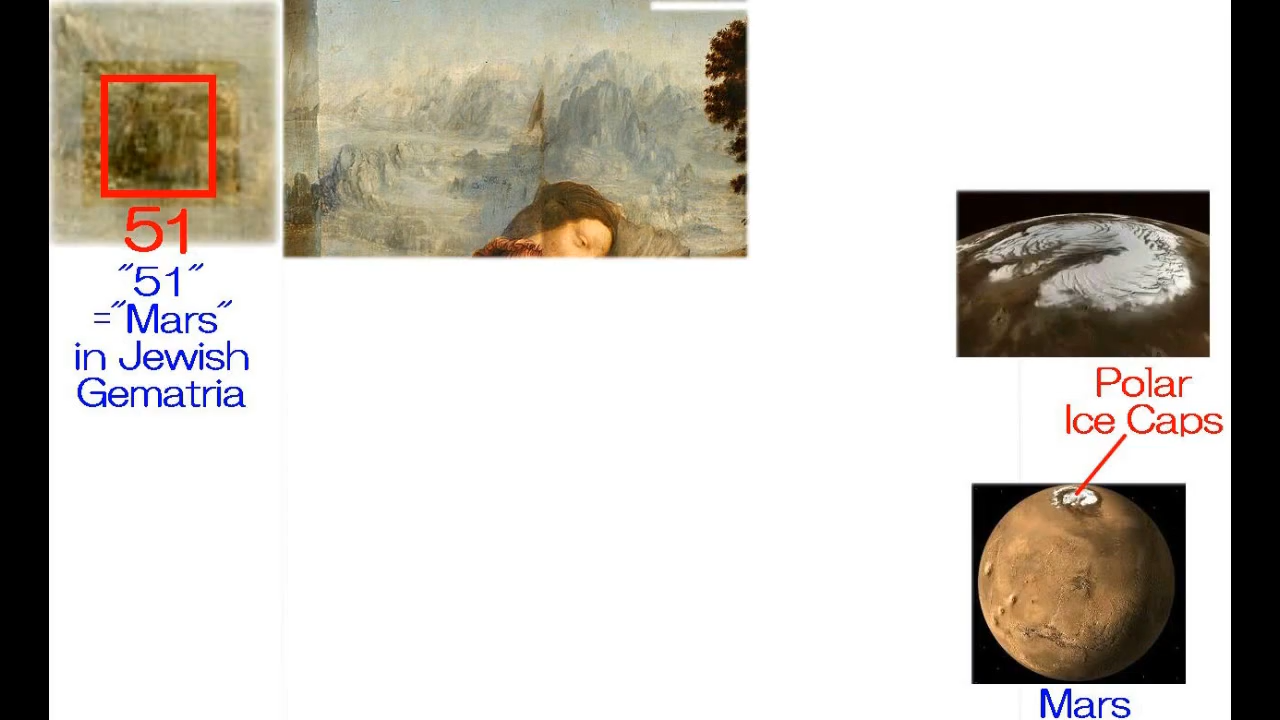 51
"51"
="Mars"
in Jewish
Gematria
Polar
Ice Caps
Mars